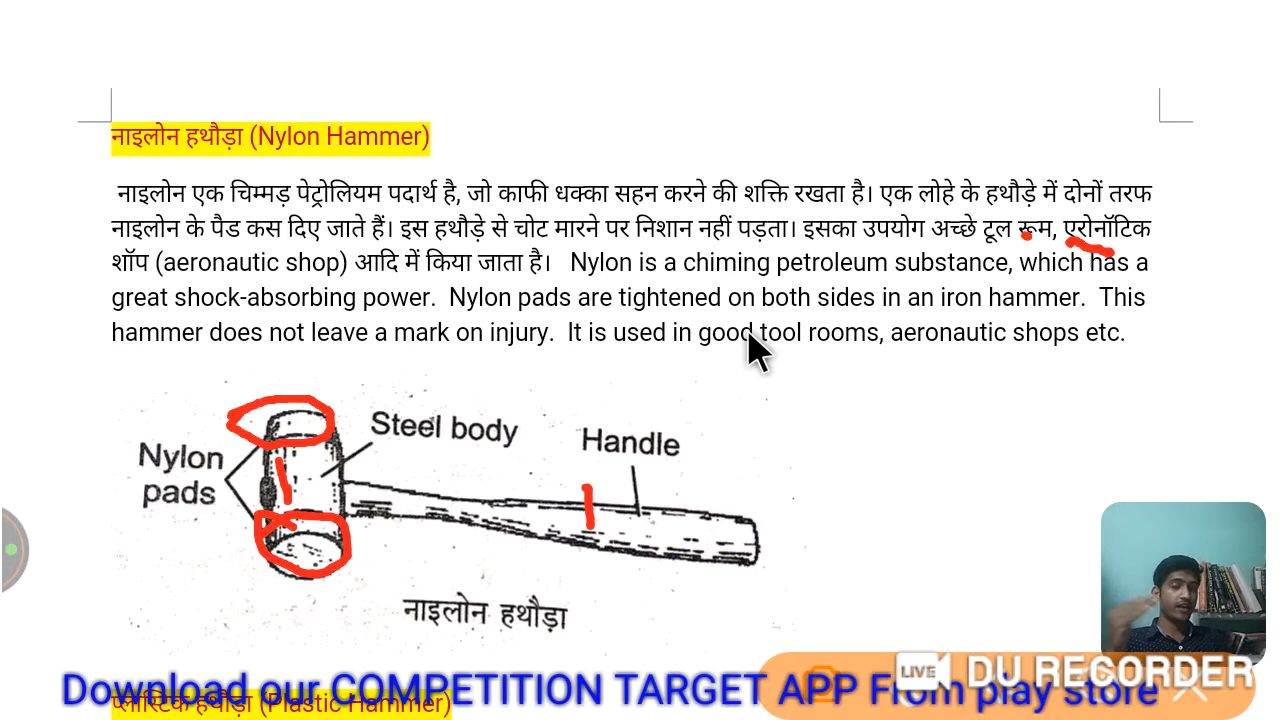 नाइलोन हथौड़ा (Nylon Hammer)
नाइलोन एक चिम्मड़ पेट्रोलियम पदार्थ है, जो काफी धक्का सहन करने की शक्ति रखता है। एक लोहे के हथौड़े में दोनों तरफ
नाइलोन के पैड कस दिए जाते हैं। इस हथौड़े से चोट मारने पर निशान नहीं पड़ता। इसका उपयोग अच्छे टूल रूम, एरोनॉटिक
शॉप (aeronautic shop) आदि में किया जाता है। Nylon is a chiming petroleum substance, which has a
great shock-absorbing power. Nylon pads are tightened on both sides in an iron hammer. This
hammer does not leave a mark on injury. It is used in good tool rooms, aeronautic shops etc.
Steel body
Handle
Nylon
pads
नाइलोन हथौड़ा
LIVE DU RECORDER
Download our COMPETITION TARGET APP From play store
प्लास्टिक हथौड़ा (Plastic Hammer)